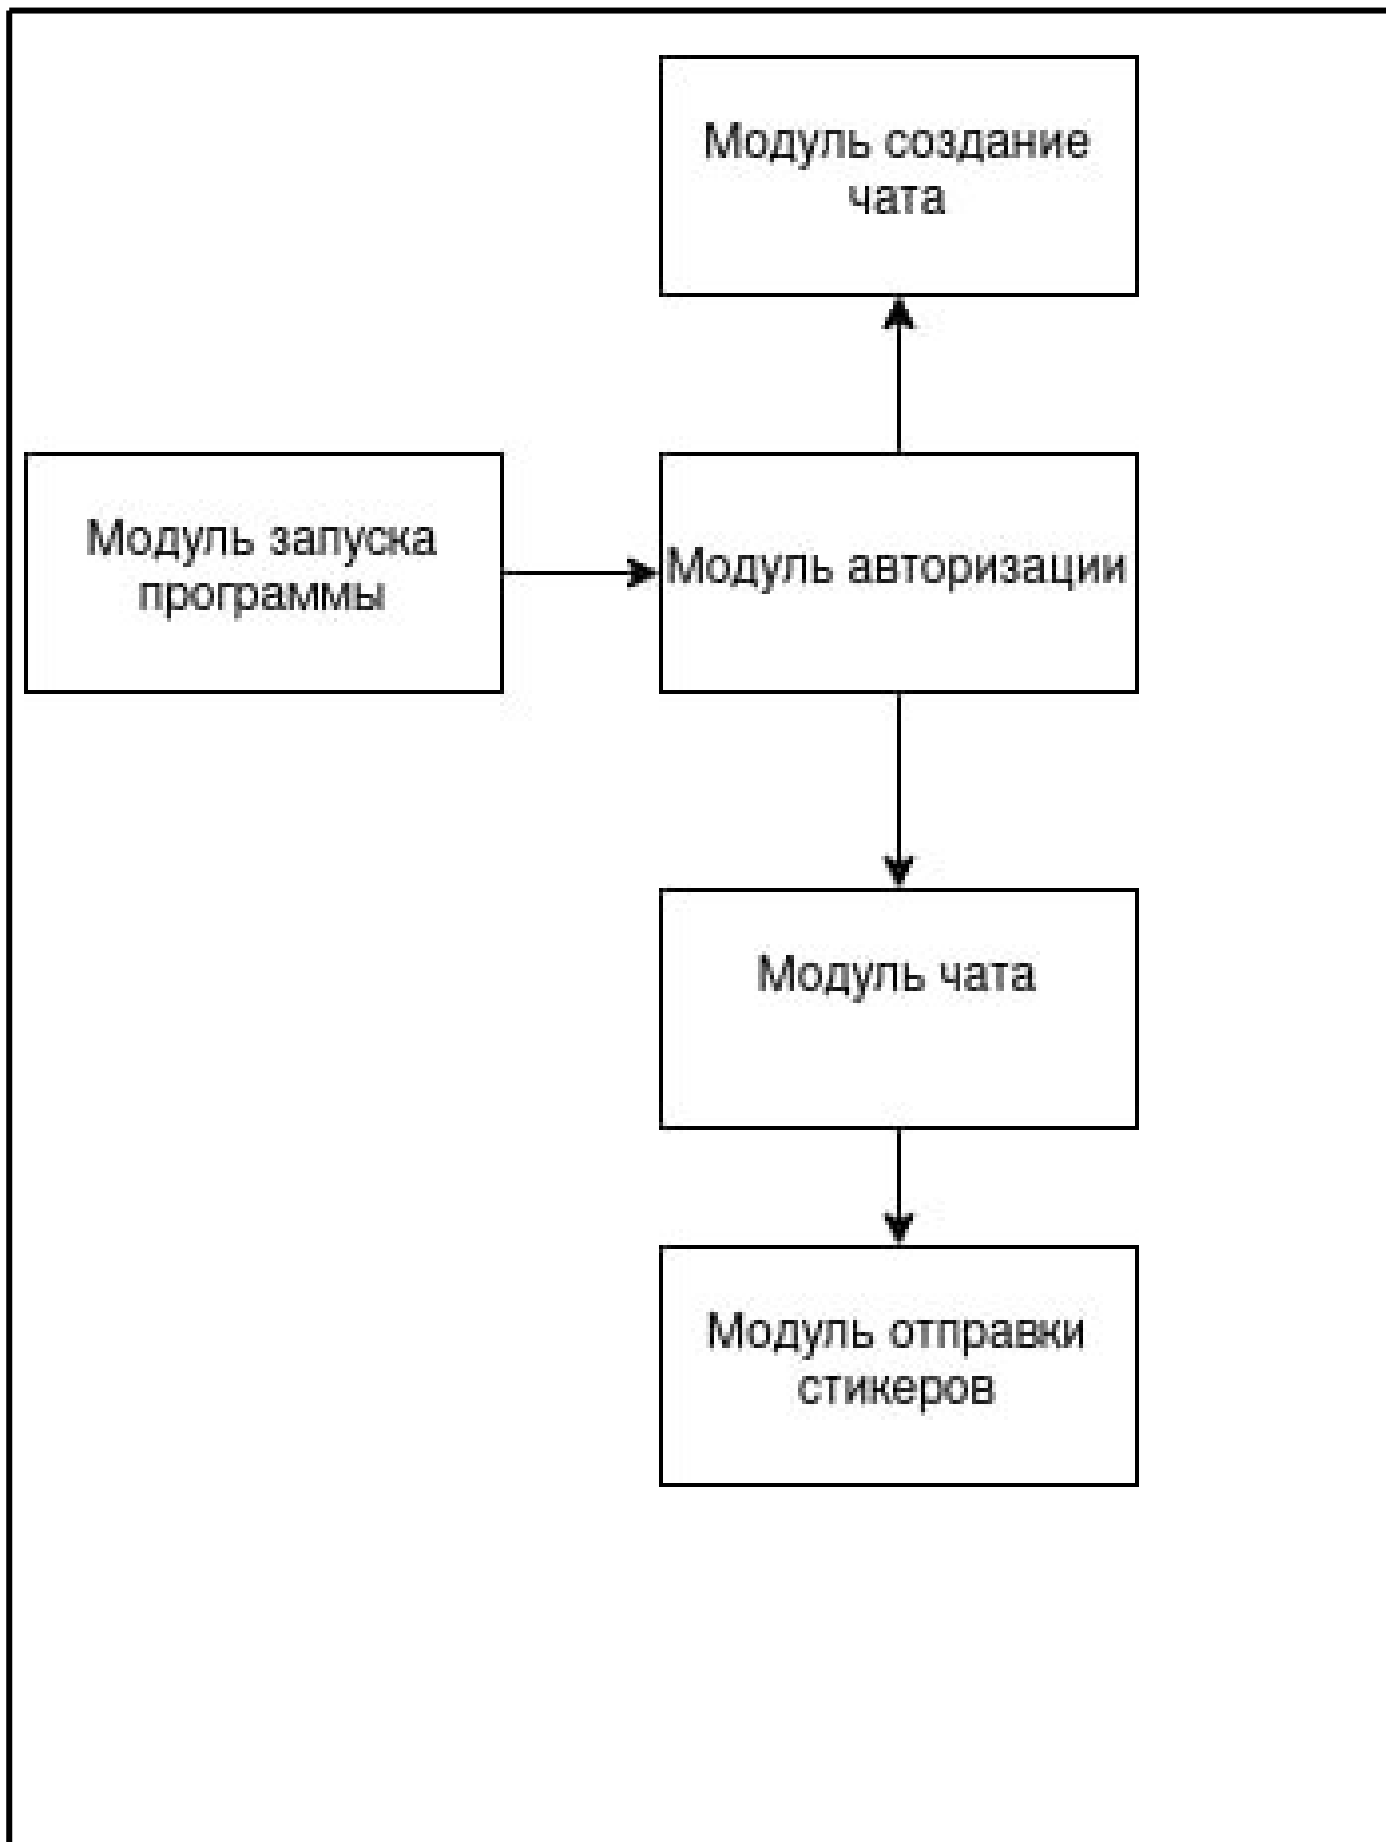 Модуль создание
чата
Модуль запуска
программы
Модуль авторизации
Модуль чата
Модуль отправки
стикеров